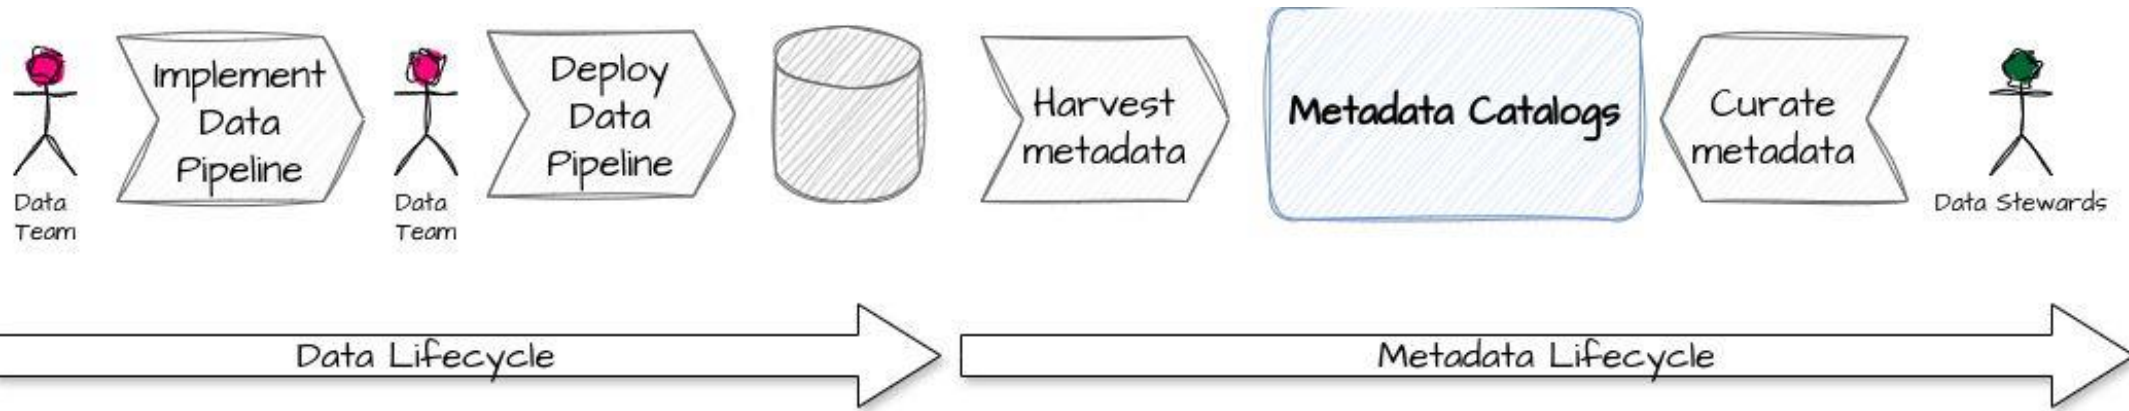 Implement
Data
Pipeline
Data
Team
Deploy
Data
Pipeline
Data
Team
Harvest
metadata
Metadata Catalogs
Curate
metadata
Data Stewards
Data Lifecycle
Metadata Lifecycle